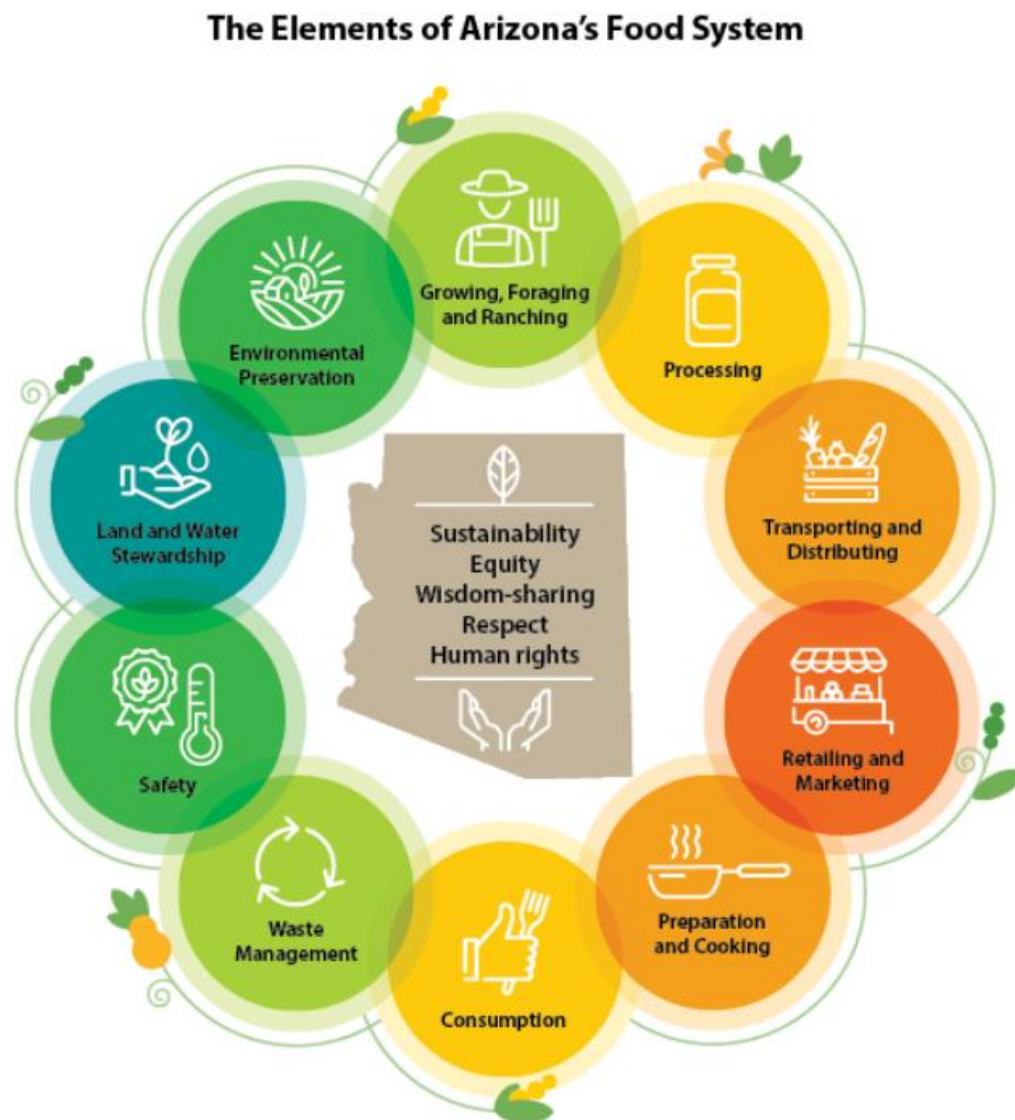 The Elements of Arizona's Food System
Growing, Foraging
and Ranching
Processing
Transporting and
Distributing
Retailing and
Marketing
Preparation
and Cooking
Consumption
Waste
Management
Safety
Land and Water
Stewardship
Environmental
Preservation
Sustainability
Equity
Wisdom-sharing
Respect
Human rights